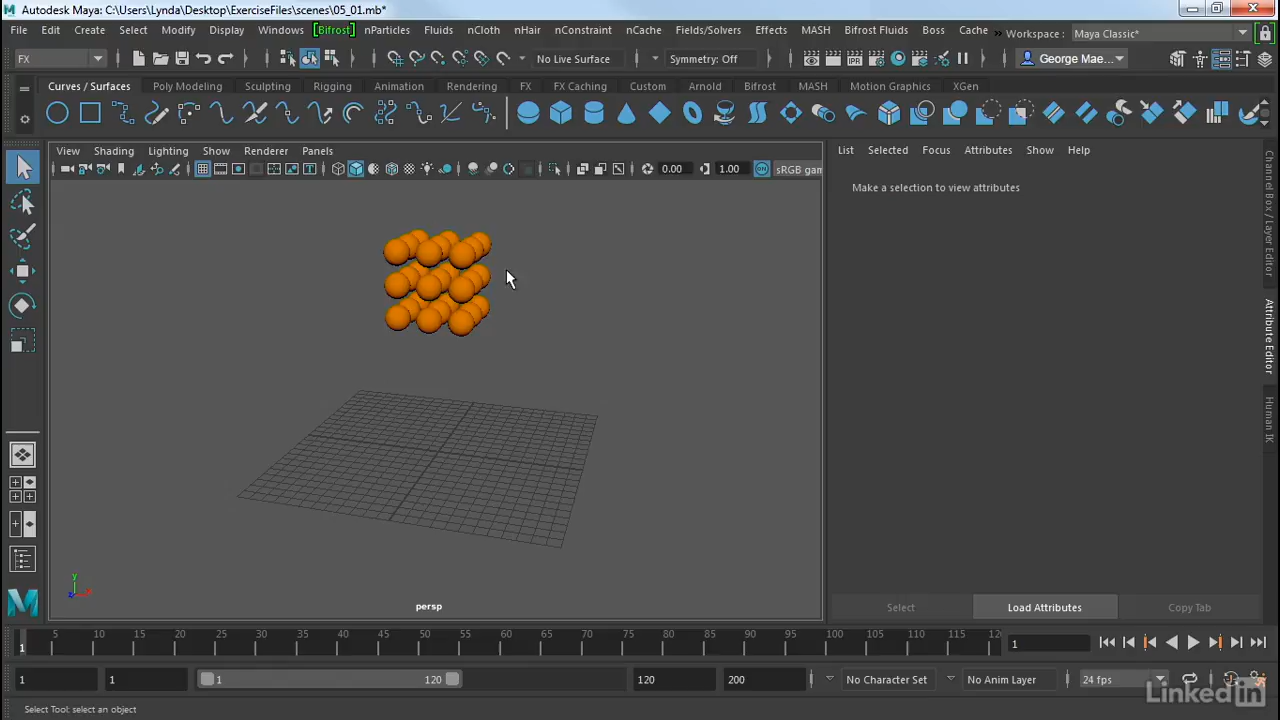 Autodesk Maya: C:\Users\Lynda\Desktop\ExerciseFiles\scenes\05_01.mb*
File Edit Create Select Modify Display Windows [Bifrost] nParticles Fluids nCloth nHair nConstraint nCache Fields/Solvers Effects MASH Bifrost Fluids Boss Cache » Workspace : Maya Classic*
FX No Live Surface Symmetry: Off George Mae...
Curves / Surfaces Poly Modeling Sculpting Rigging Animation Rendering FX FX Caching Custom Arnold Bifrost MASH Motion Graphics XGen
View Shading Lighting Show Renderer Panels
List Selected Focus Attributes Show Help
IPR
0.00 1.00 sRGB gam
Make a selection to view attributes
Channel Box / Layer Editor
Attribute Editor
Human IK
y
persp
Select Load Attributes Copy Tab
1 5 10 15 20 25 30 35 40 45 50 55 60 65 70 75 80 85 90 95 100 105 110 115 120 1
1 1 1 120 120 200 No Character Set No Anim Layer 24 fps
LinkedIn
Select Tool: select an object